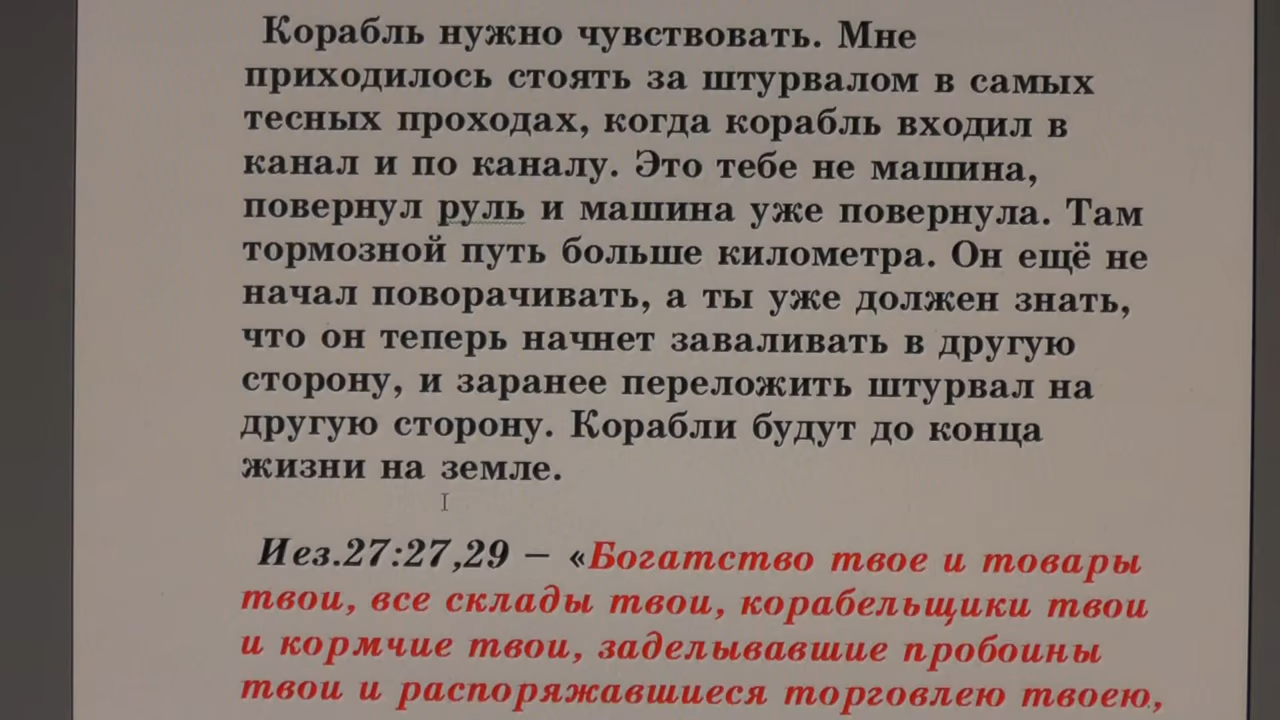 Корабль нужно чувствовать. Мне
приходилось стоять за штурвалом в самых
тесных проходах, когда корабль входил в
канал и по каналу. Это тебе не машина,
повернул руль и машина уже повернула. Там
тормозной путь больше километра. Он ещё не
начал поворачивать, а ты уже должен знать,
что он теперь начнет заваливать в другую
сторону, и заранее переложить штурвал на
другую сторону. Корабли будут до конца
жизни на земле.
Иез.27:27,29 – «Богатство твое и товары
твои, все склады твои, корабельщики твои
и кормчие твои, заделывавшие пробоины
твои и распоряжавшиеся торговлею твоею,